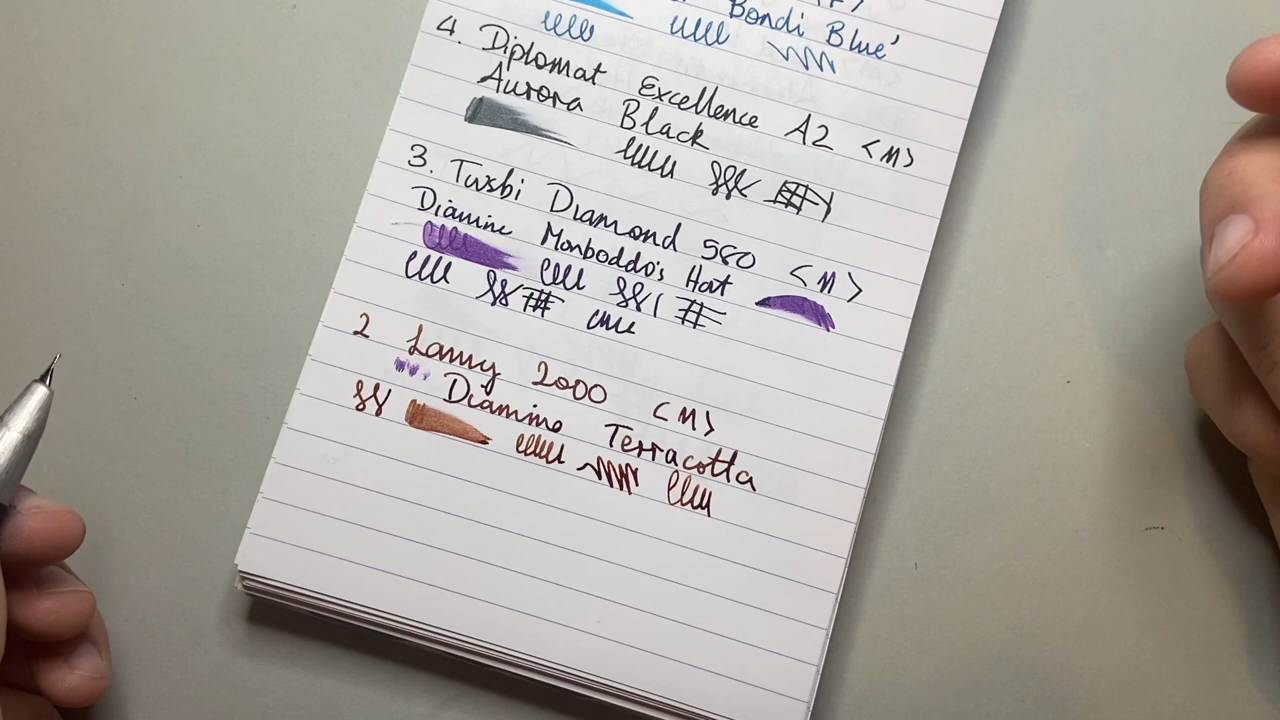 Bondi Blue'
4. Diplomat Excellence A2 <M>
Aurora Black
3. Twsbi Diamond 580 <M>
Diamine Monboddo's Hat
2 Lamy 2000 <M>
Diamine Terracotta